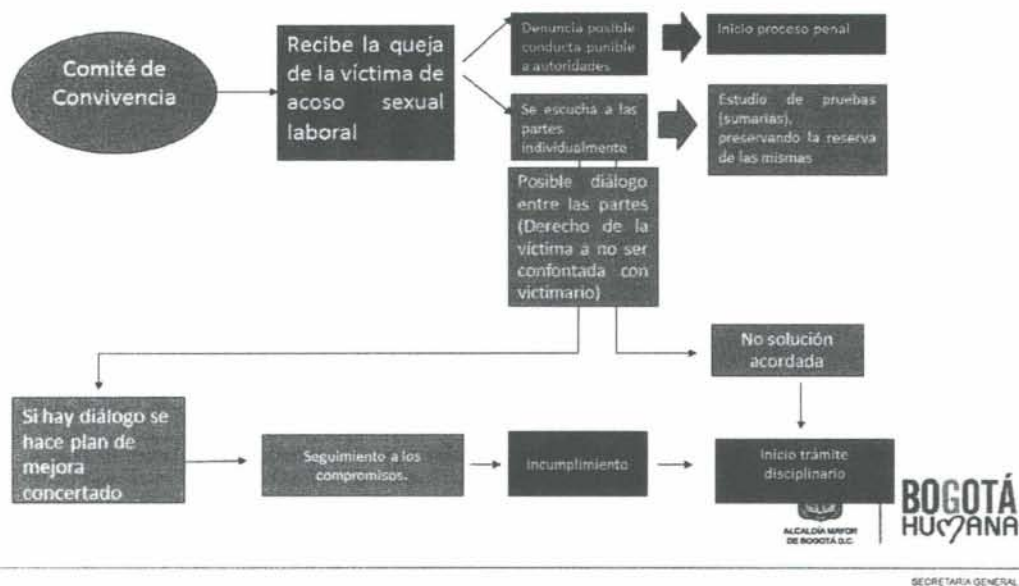 Comité de
Convivencia
Recibe la queja
de la víctima de
acoso sexual
laboral
Denuncia posible
conducta punible
a autoridades
Inicio proceso penal
Se escucha a las
partes
individualmente
Estudio de pruebas
(sumarias),
preservando la reserva
de las mismas
Posible diálogo
entre las partes
(Derecho de la
víctima a no ser
confontada con
victimario)
No solución
acordada
Si hay diálogo se
hace plan de
mejora
concertado
Seguimiento a los
compromisos.
Incumplimiento
Inicio trámite
disciplinario
ALCALDÍA MAYOR
DE BOGOTÁ D.C.
BOGOTÁ
HUMANA
SECRETARIA GENERAL